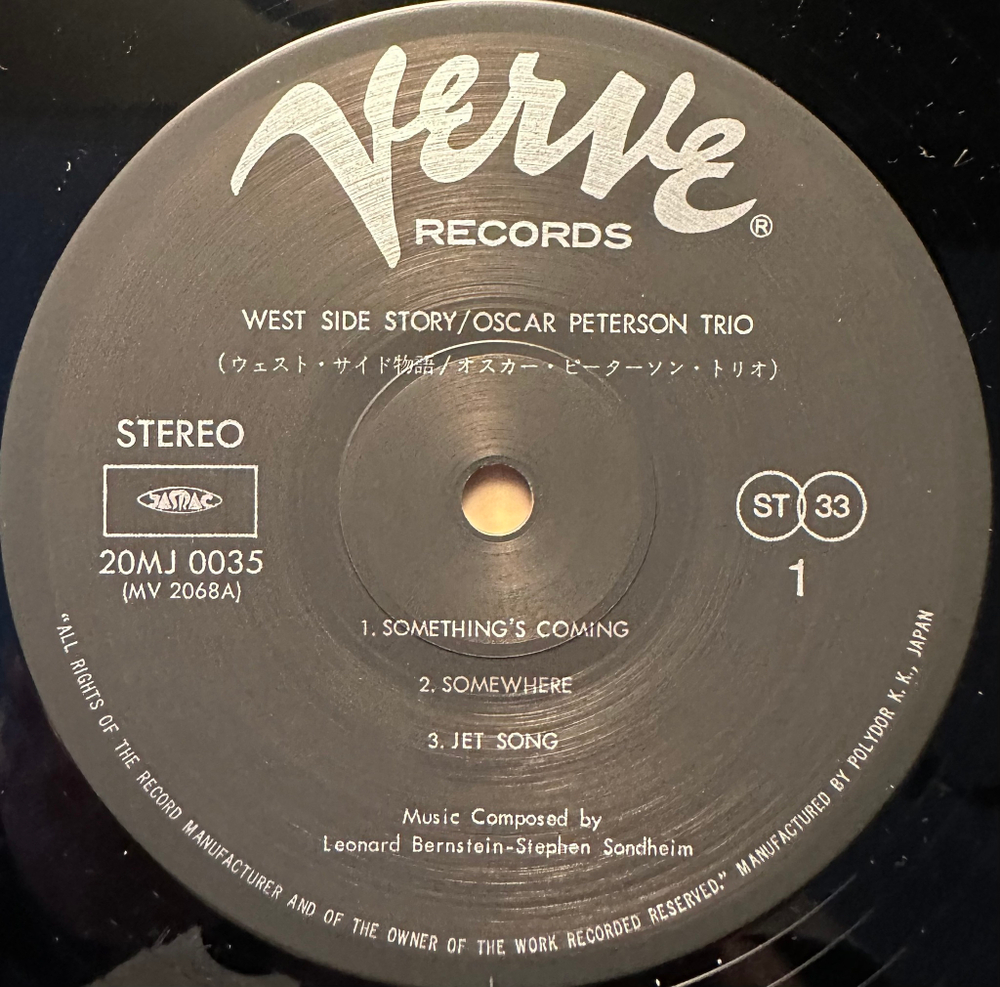 Verve
RECORDS ®
WEST SIDE STORY/OSCAR PETERSON TRIO
(ウェスト・サイド物語/オスカー・ピーターソン・トリオ)
STEREO
JASRAC
20MJ 0035
(MV 2068A)
ST 33
1
1. SOMETHING'S COMING
2. SOMEWHERE
3. JET SONG
Music Composed by
Leonard Bernstein-Stephen Sondheim
"ALL RIGHTS OF THE RECORD MANUFACTURER AND OF THE OWNER OF THE WORK RECORDED RESERVED." MANUFACTURED BY POLYDOR K. K., JAPAN